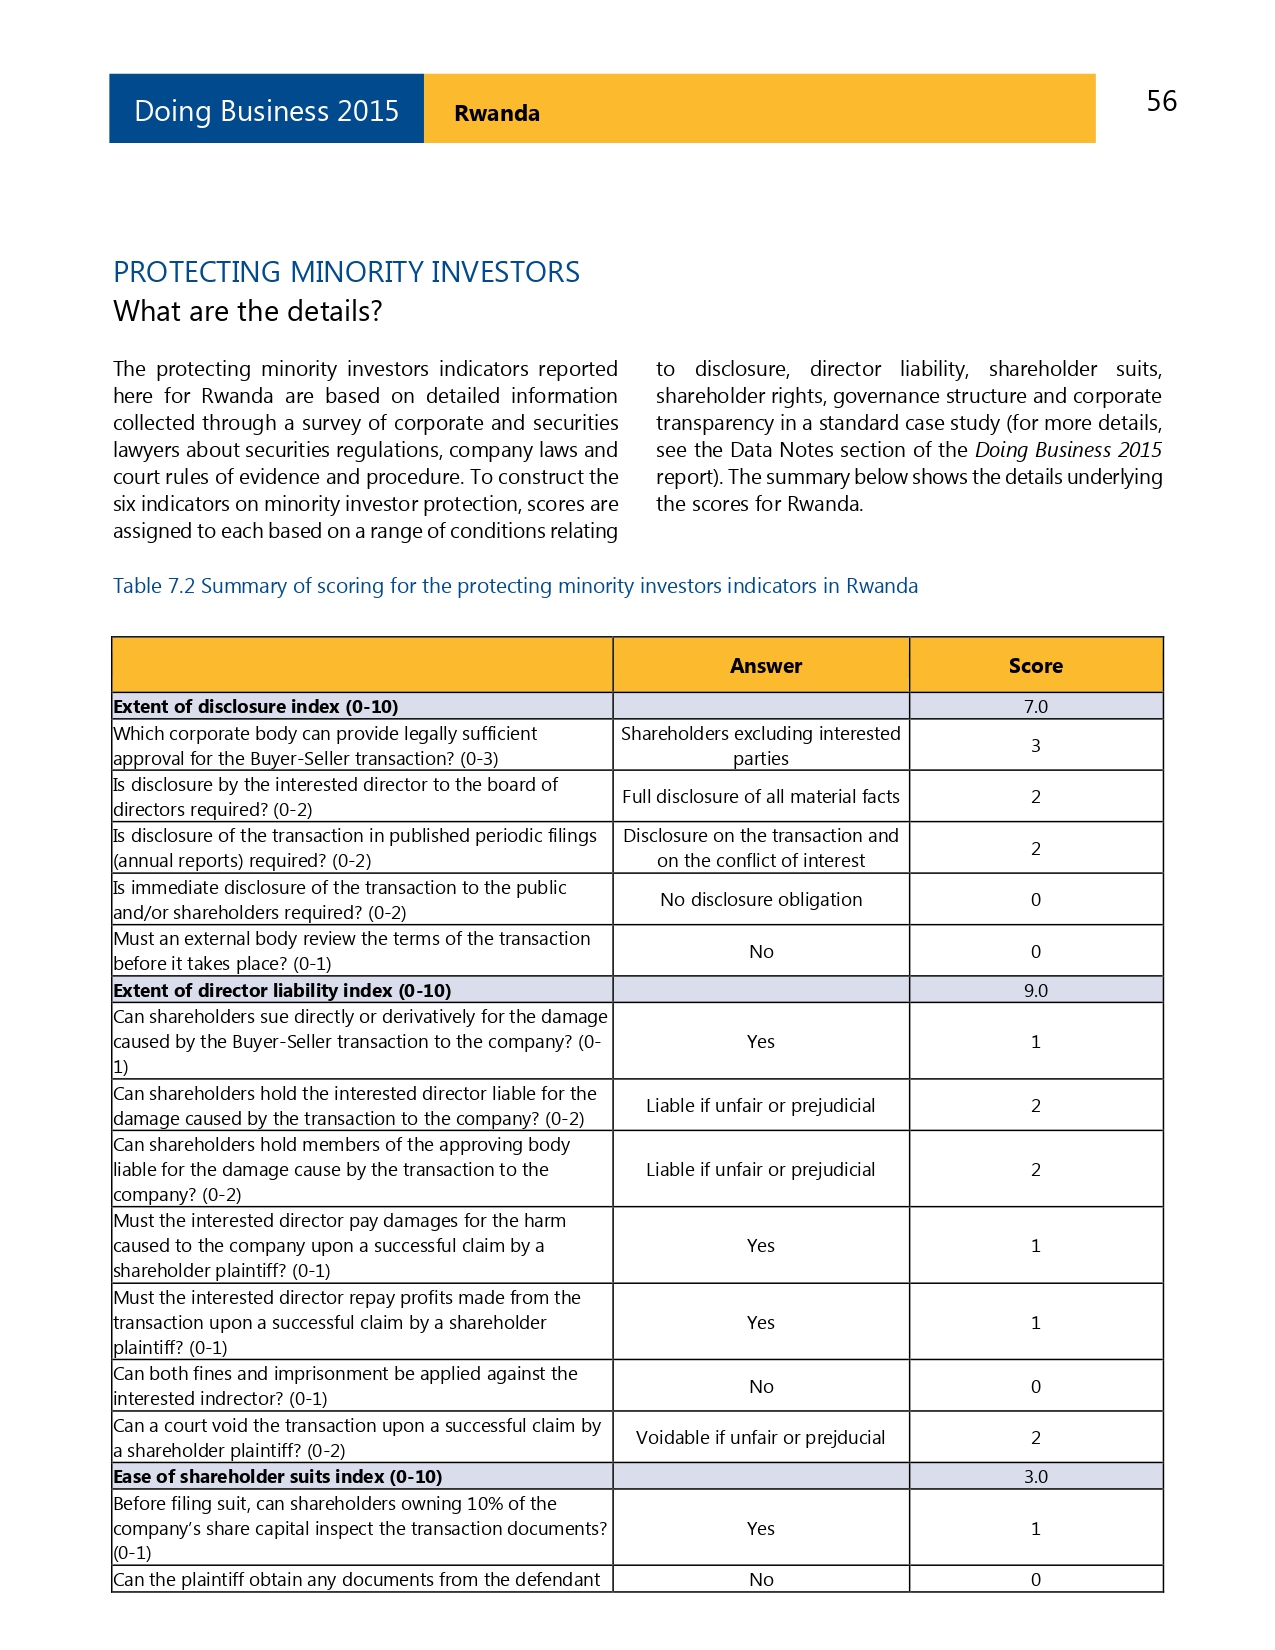 Doing Business 2015
Rwanda
56
PROTECTING MINORITY INVESTORS
What are the details?
The protecting minority investors indicators reported
here for Rwanda are based on detailed information
collected through a survey of corporate and securities
lawyers about securities regulations, company laws and
court rules of evidence and procedure. To construct the
six indicators on minority investor protection, scores are
assigned to each based on a range of conditions relating
to disclosure, director liability, shareholder suits,
shareholder rights, governance structure and corporate
transparency in a standard case study (for more details,
see the Data Notes section of the Doing Business 2015
report). The summary below shows the details underlying
the scores for Rwanda.
Table 7.2 Summary of scoring for the protecting minority investors indicators in Rwanda
Answer
Score
Extent of disclosure index (0-10)
7.0
Which corporate body can provide legally sufficient
approval for the Buyer-Seller transaction? (0-3)
Shareholders excluding interested
parties
3
Is disclosure by the interested director to the board of
directors required? (0-2)
Full disclosure of all material facts
2
Is disclosure of the transaction in published periodic filings
(annual reports) required? (0-2)
Disclosure on the transaction and
on the conflict of interest
2
Is immediate disclosure of the transaction to the public
and/or shareholders required? (0-2)
No disclosure obligation
0
Must an external body review the terms of the transaction
before it takes place? (0-1)
No
0
Extent of director liability index (0-10)
9.0
Can shareholders sue directly or derivatively for the damage
caused by the Buyer-Seller transaction to the company? (0-
1)
Yes
1
Can shareholders hold the interested director liable for the
damage caused by the transaction to the company? (0-2)
Liable if unfair or prejudicial
2
Can shareholders hold members of the approving body
liable for the damage cause by the transaction to the
company? (0-2)
Liable if unfair or prejudicial
2
Must the interested director pay damages for the harm
caused to the company upon a successful claim by a
shareholder plaintiff? (0-1)
Yes
1
Must the interested director repay profits made from the
transaction upon a successful claim by a shareholder
plaintiff? (0-1)
Yes
1
Can both fines and imprisonment be applied against the
interested indrector? (0-1)
No
0
Can a court void the transaction upon a successful claim by
a shareholder plaintiff? (0-2)
Voidable if unfair or prejducial
2
Ease of shareholder suits index (0-10)
3.0
Before filing suit, can shareholders owning 10% of the
company's share capital inspect the transaction documents?
(0-1)
Yes
1
Can the plaintiff obtain any documents from the defendant
No
0